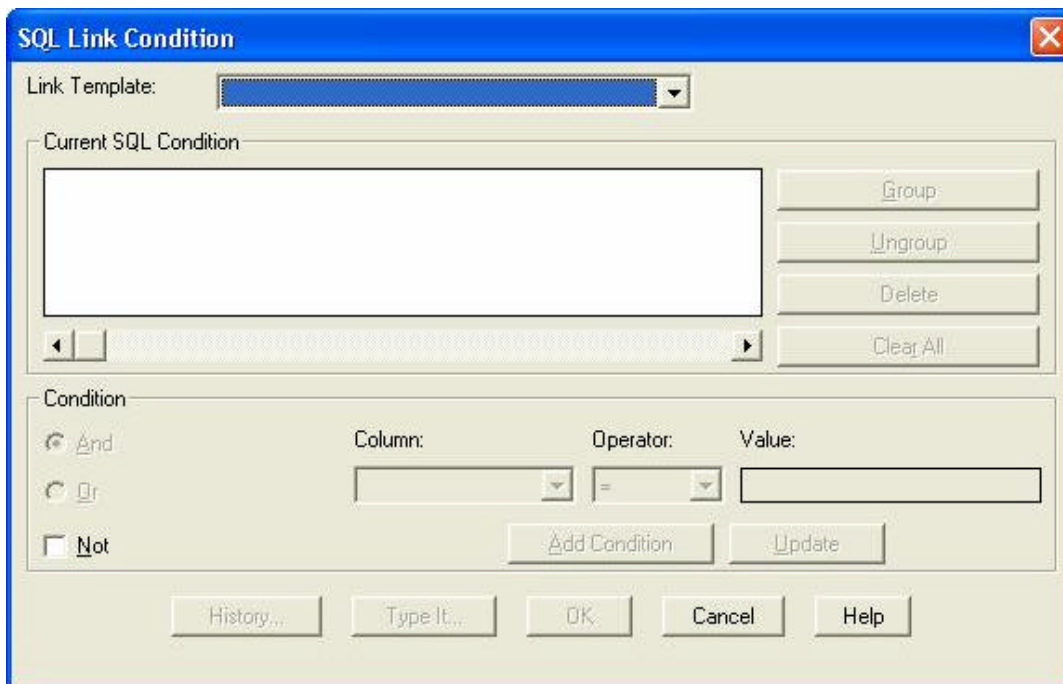 SQL Link Condition
Link Template:
Current SQL Condition
Group
Ungroup
Delete
Clear All
Condition
And
Column:
Operator:
Value:
Or
=
Not
Add Condition
Update
History...
Type It...
OK
Cancel
Help